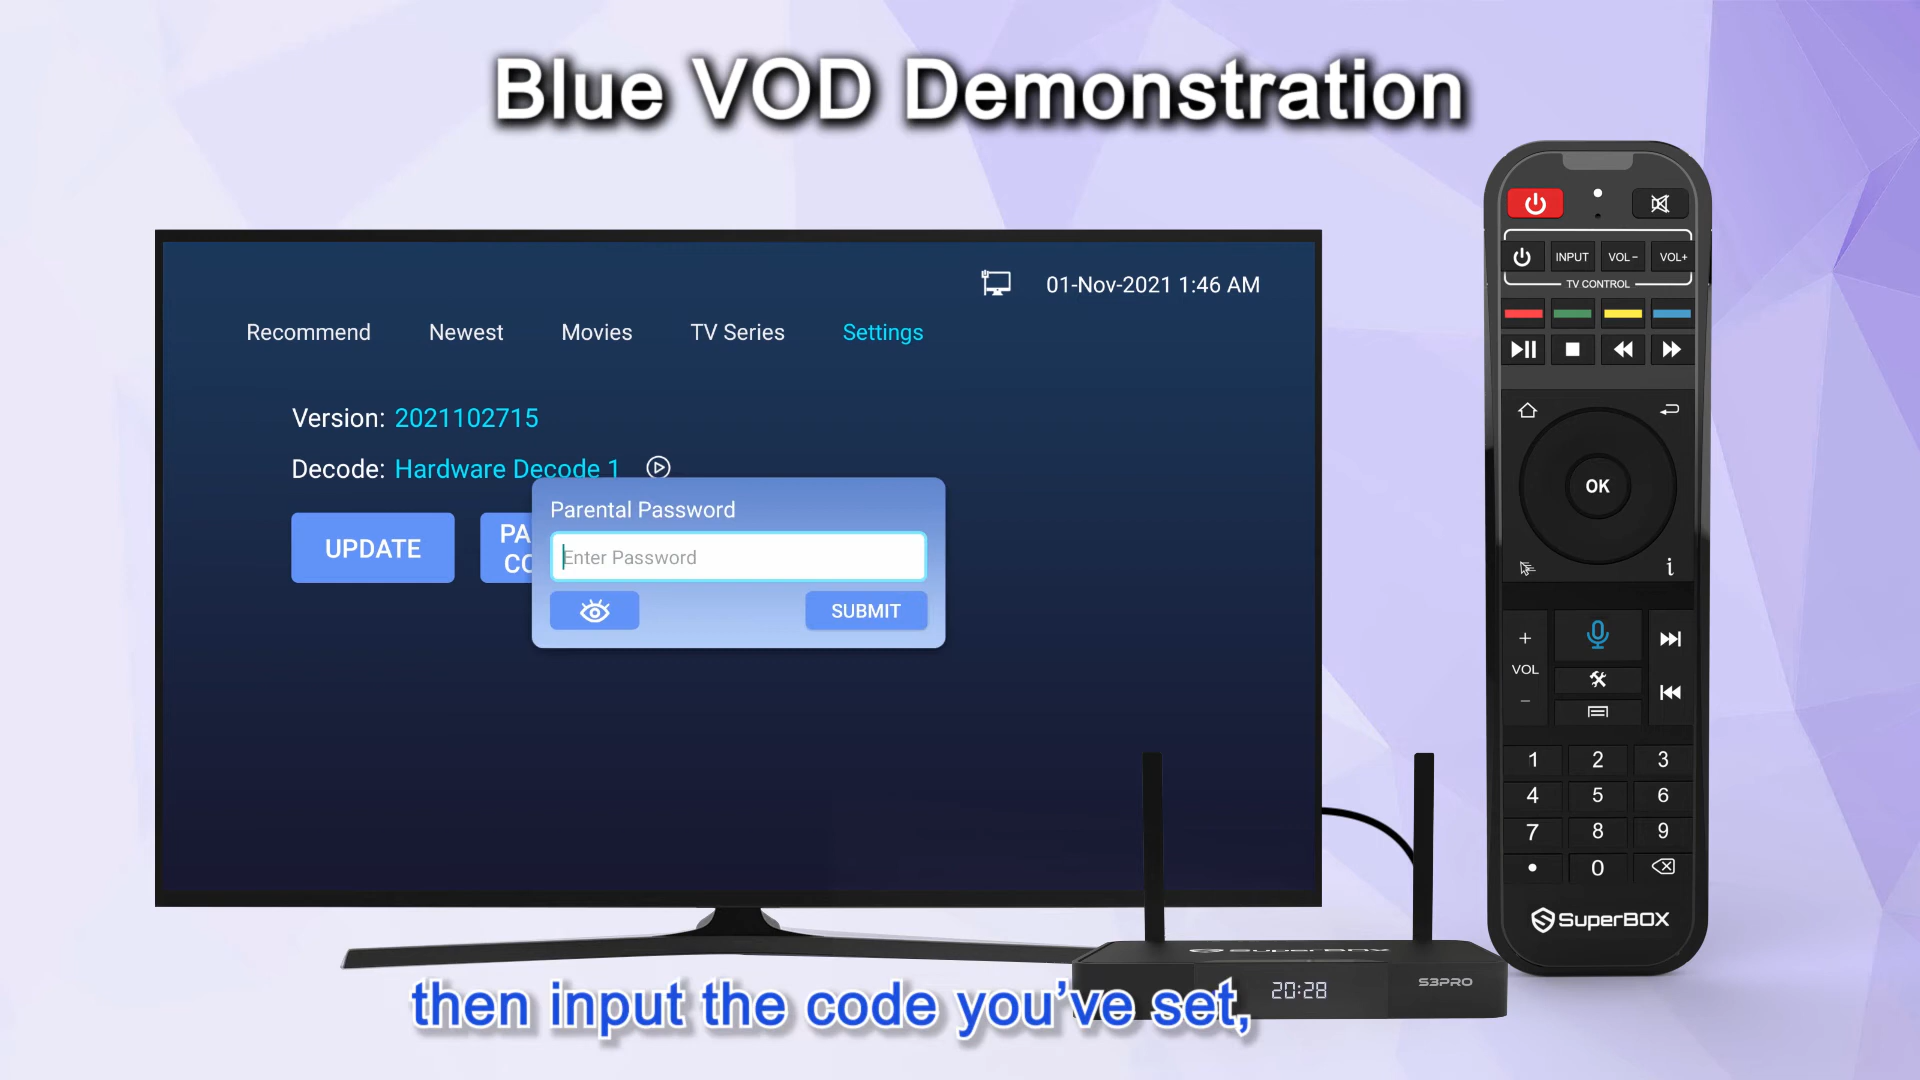 Blue VOD Demonstration
01-Nov-2021 1:46 AM
Recommend Newest Movies TV Series Settings
Version: 2021102715
Decode: Hardware Decode 1
Parental Password
UPDATE
PA
CO
Enter Password
SUBMIT
INPUT VOL- VOL+
TV CONTROL
OK
i
+
VOL
-
1 2 3
4 5 6
7 8 9
• 0
SuperBOX
SuperBOX
20:28
S3PRO
then input the code you've set,